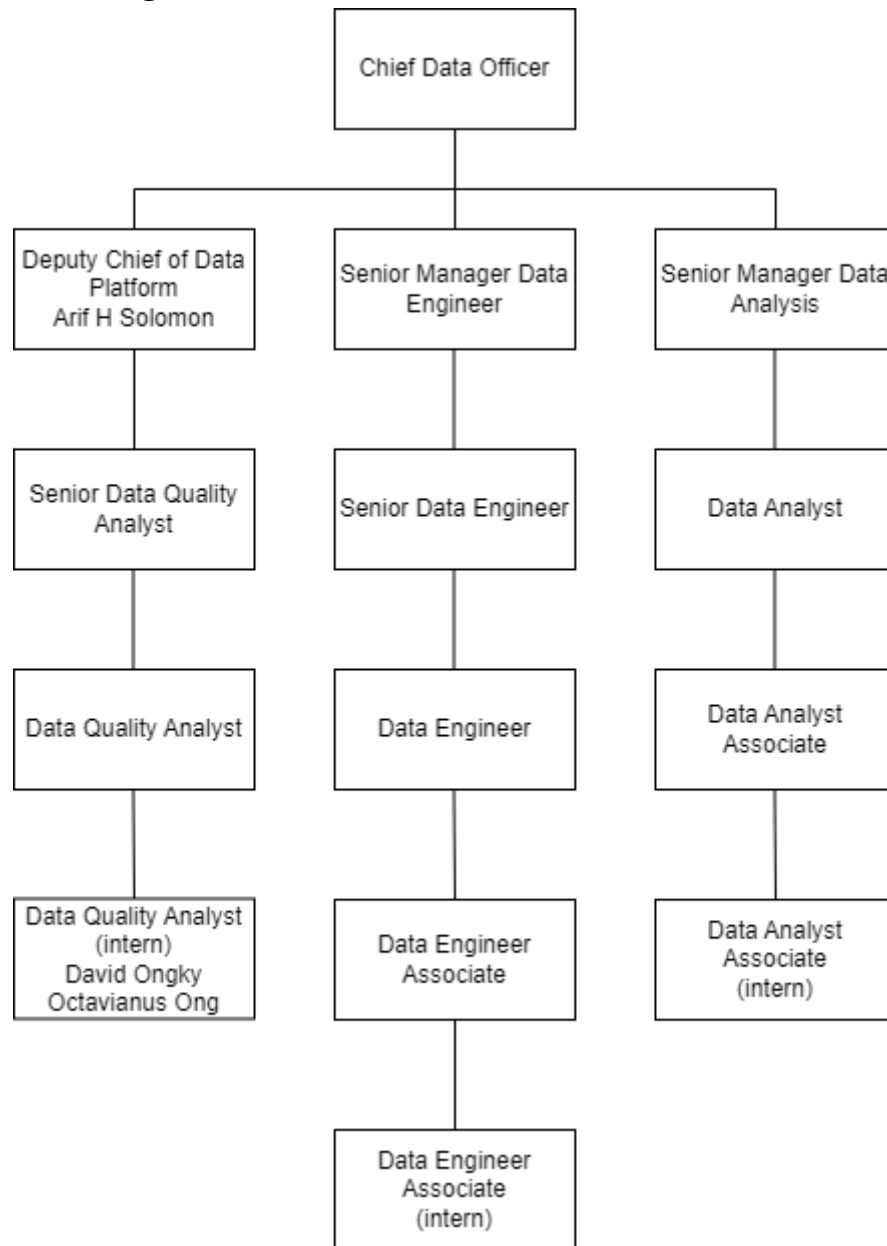 Chief Data Officer
Deputy Chief of Data
Platform
Arif H Solomon
Senior Manager Data
Engineer
Senior Manager Data
Analysis
Senior Data Quality
Analyst
Senior Data Engineer
Data Analyst
Data Quality Analyst
Data Engineer
Data Analyst
Associate
Data Quality Analyst
(intern)
David Ongky
Octavianus Ong
Data Engineer
Associate
Data Analyst
Associate
(intern)
Data Engineer
Associate
(intern)